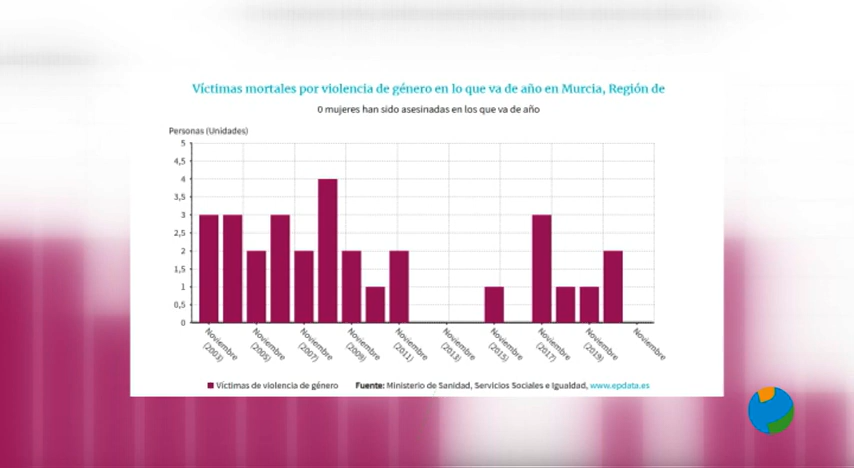 Víctimas mortales por violencia de género en lo que va de año en Murcia, Región de
0 mujeres han sido asesinadas en los que va de año
Personas (Unidades)
5
4,5
4
3,5
3
2,5
2
1,5
1
0,5
0
Noviembre (2003)
Noviembre (2005)
Noviembre (2007)
Noviembre (2009)
Noviembre (2011)
Noviembre (2013)
Noviembre (2015)
Noviembre (2017)
Noviembre (2019)
Noviembre
Víctimas de violencia de género Fuente: Ministerio de Sanidad, Servicios Sociales e Igualdad, www.epdata.es